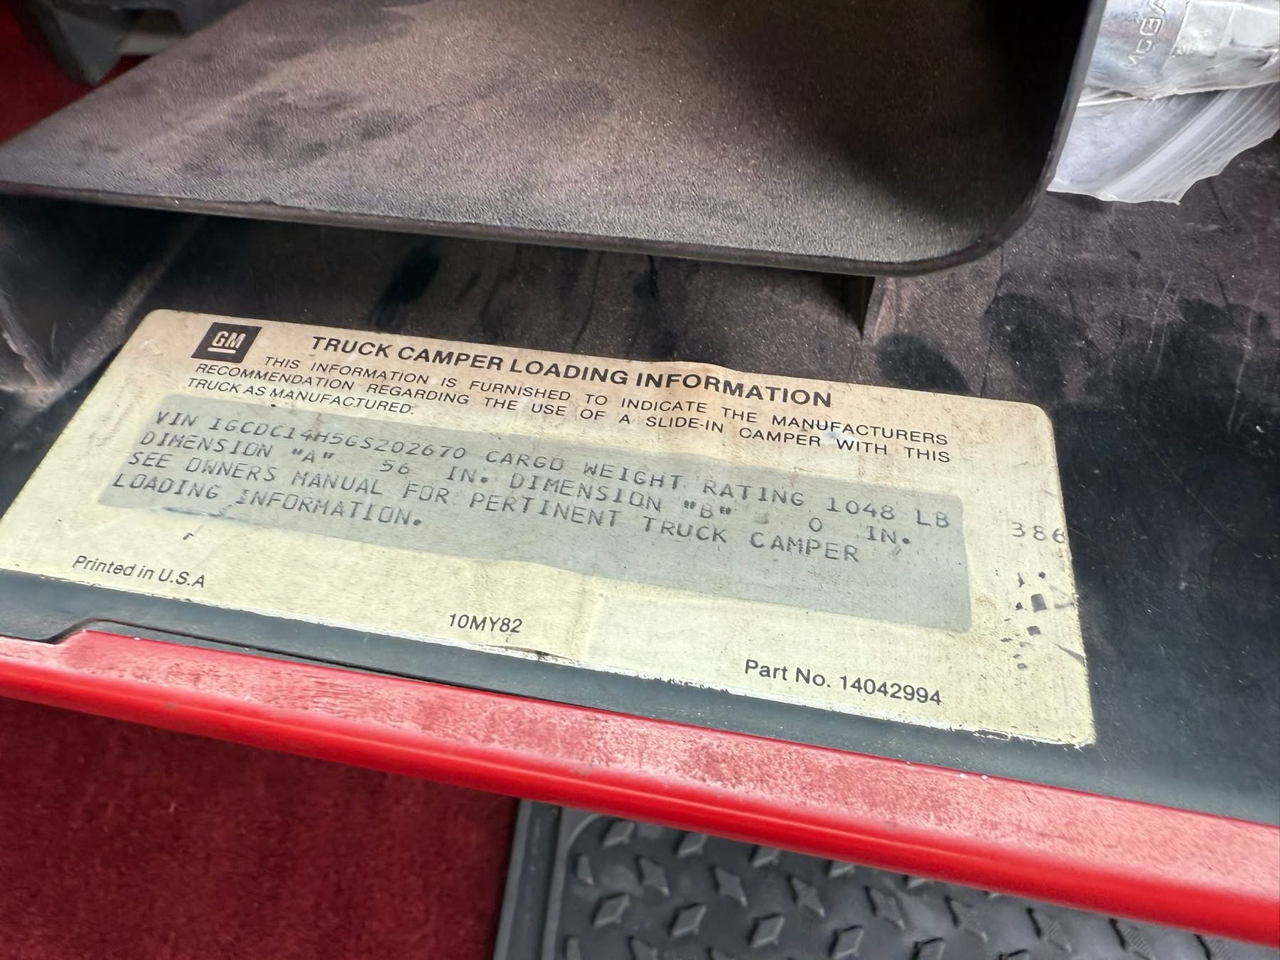 GM
TRUCK CAMPER LOADING INFORMATION
THIS INFORMATION IS FURNISHED TO INDICATE THE MANUFACTURERS
RECOMMENDATION REGARDING THE USE OF A SLIDE-IN CAMPER WITH THIS
TRUCK AS MANUFACTURED.
VIN 1GCDC14H5GS202670 CARGO WEIGHT RATING 1048 LB
DIMENSION "A" 56 IN. DIMENSION "B" 0 IN.
SEE OWNERS MANUAL FOR PERTINENT TRUCK CAMPER
LOADING INFORMATION.
386
Printed in U.S.A
10MY82
Part No. 14042994